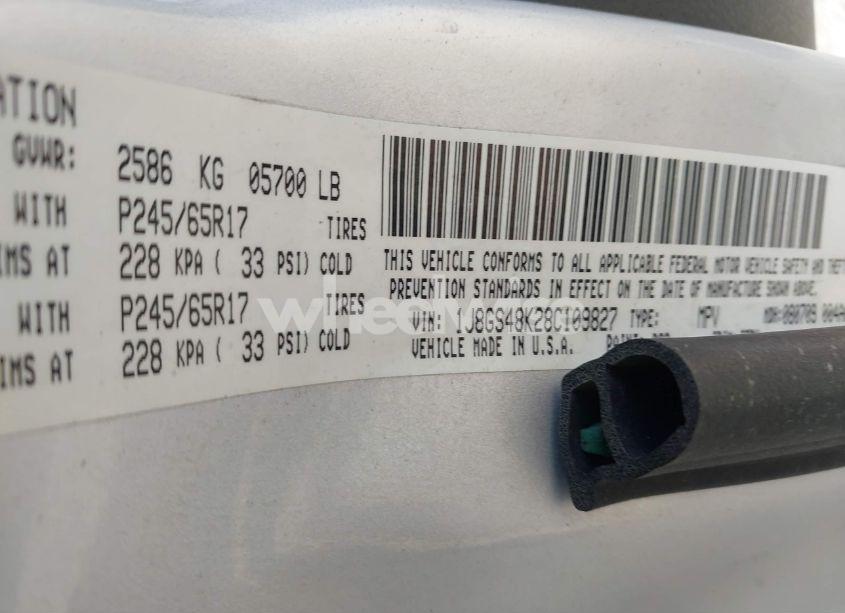 ATION
GVWR: 2586 KG 05700 LB
WITH P245/65R17 TIRES
IMS AT 228 KPA ( 33 PSI) COLD
WITH P245/65R17 TIRES
IMS AT 228 KPA ( 33 PSI) COLD
THIS VEHICLE CONFORMS TO ALL APPLICABLE FEDERAL MOTOR VEHICLE SAFETY AND THEFT
PREVENTION STANDARDS IN EFFECT ON THE DATE OF MANUFACTURE SHOWN ABOVE.
VIN: 1J8GS48K28C109827 TYPE: MPV MDH:080709
VEHICLE MADE IN U.S.A.